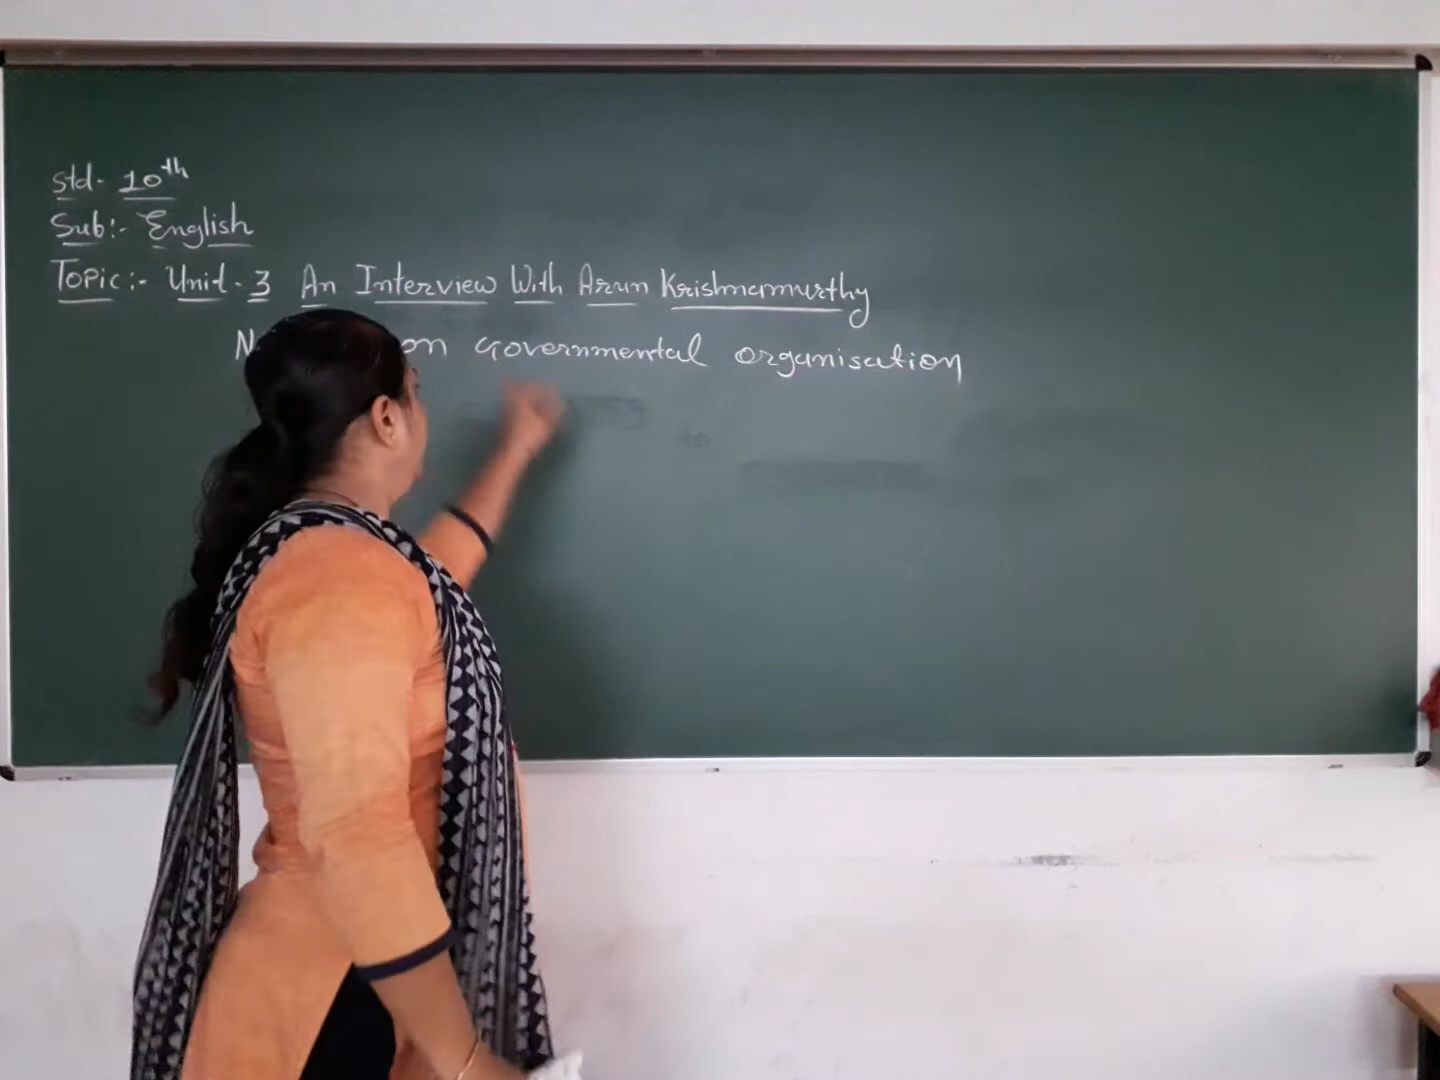 Std- 10th
Sub:- English
Topic:- Unit-3 An Interview With Arun Krishnamurthy
on Governmental organisation